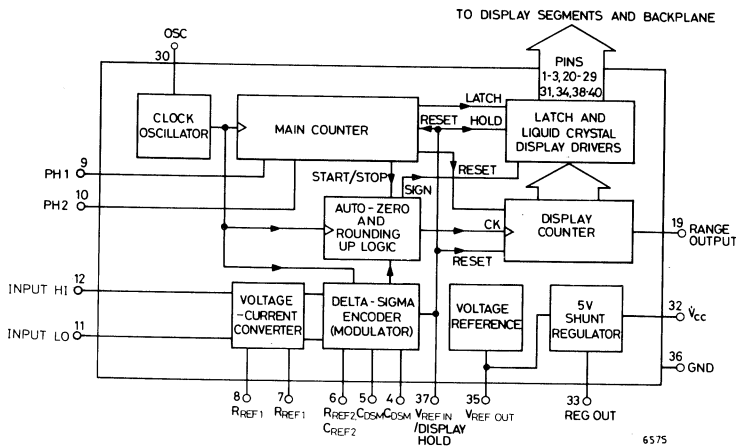 TO DISPLAY SEGMENTS AND BACKPLANE
OSC
30
PINS
1-3, 20-29
31, 34, 38-40
CLOCK
OSCILLATOR
MAIN COUNTER
LATCH
RESET
HOLD
LATCH AND
LIQUID CRYSTAL
DISPLAY DRIVERS
PH1
9
PH2
10
START/STOP
SIGN
RESET
AUTO-ZERO
AND
ROUNDING
UP LOGIC
CK
DISPLAY
COUNTER
19
RANGE
OUTPUT
RESET
INPUT HI
12
INPUT LO
11
VOLTAGE
-CURRENT
CONVERTER
DELTA-SIGMA
ENCODER
(MODULATOR)
VOLTAGE
REFERENCE
5V
SHUNT
REGULATOR
32
VCC
36
GND
8
RREF1
7
RREF1
6
RREF2,
CREF2
5
CDSM
4
CDSM
37
VREF IN
/DISPLAY
HOLD
35
VREF OUT
33
REG OUT
6575